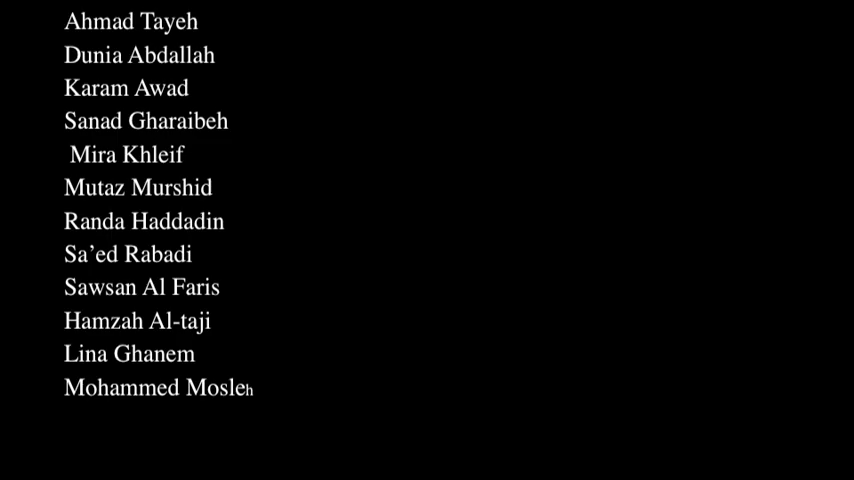 Ahmad Tayeh
Dunia Abdallah
Karam Awad
Sanad Gharaibeh
Mira Khleif
Mutaz Murshid
Randa Haddadin
Sa’ed Rabadi
Sawsan Al Faris
Hamzah Al-taji
Lina Ghanem
Mohammed Mosleh